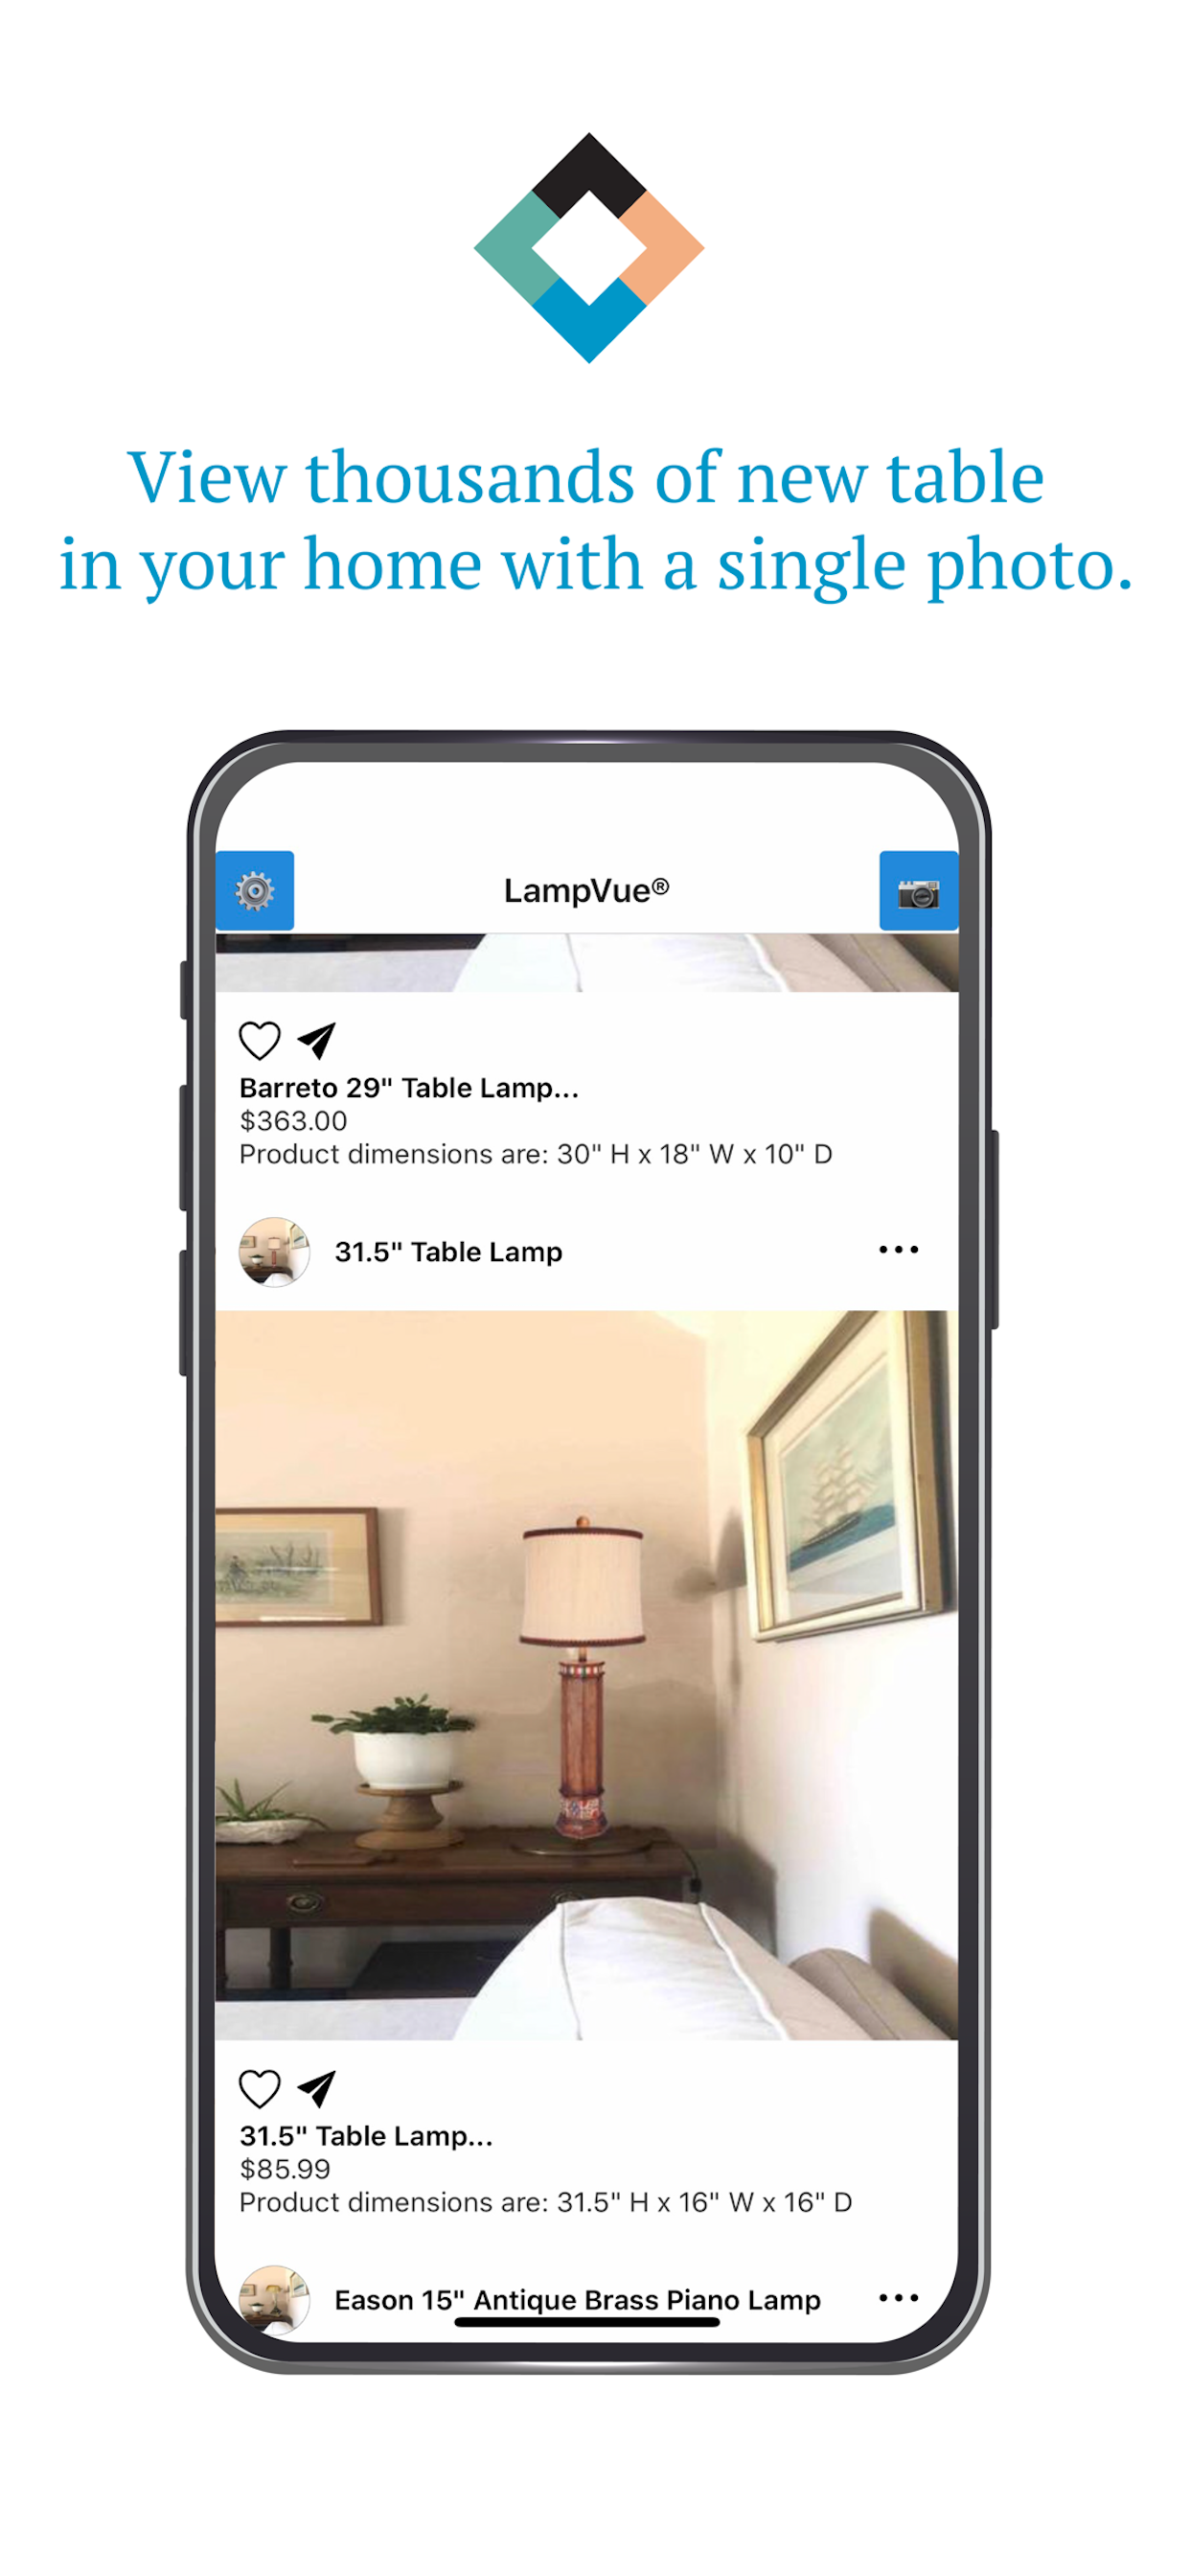 View thousands of new table
in your home with a single photo.
LampVue®
Barreto 29" Table Lamp...
$363.00
Product dimensions are: 30" H x 18" W x 10" D
31.5" Table Lamp
31.5" Table Lamp...
$85.99
Product dimensions are: 31.5" H x 16" W x 16" D
Eason 15" Antique Brass Piano Lamp